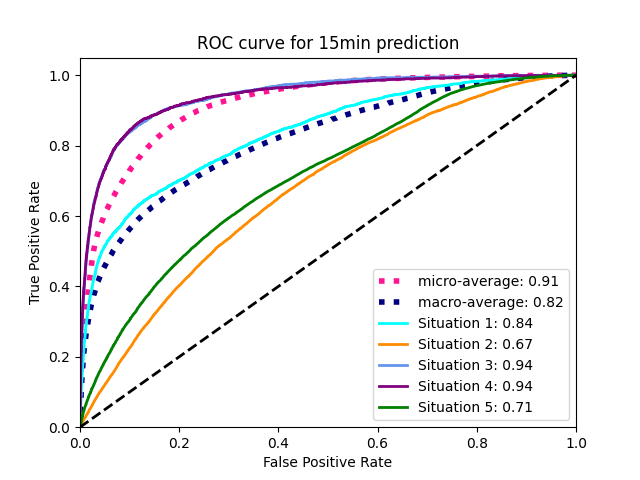 ROC curve for 15min prediction
True Positive Rate
1.0
0.8
0.6
0.4
0.2
0.0
micro-average: 0.91
macro-average: 0.82
Situation 1: 0.84
Situation 2: 0.67
Situation 3: 0.94
Situation 4: 0.94
Situation 5: 0.71
0.0 0.2 0.4 0.6 0.8 1.0
False Positive Rate